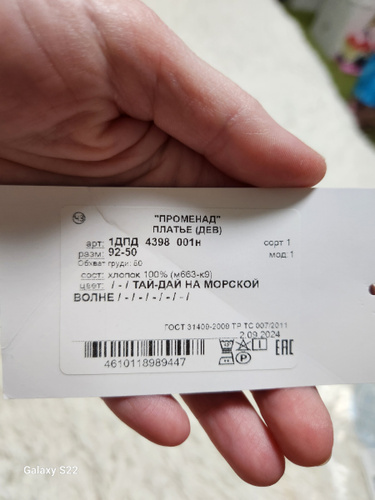 "ПРОМЕНАД"
ПЛАТЬЕ (ДЕВ)
арт: 1ДПД 4398 001н сорт 1
разм: 92-50 мод: 1
Обхват груди: 50
сост: хлопок 100% (м663-к9)
цвет: / - / ТАЙ-ДАЙ НА МОРСКОЙ
ВОЛНЕ / - / - / - / - / - /
ГОСТ 31409-2009 ТР ТС 007/2011
2.09.2024
4610118989447
EAC
Galaxy S22